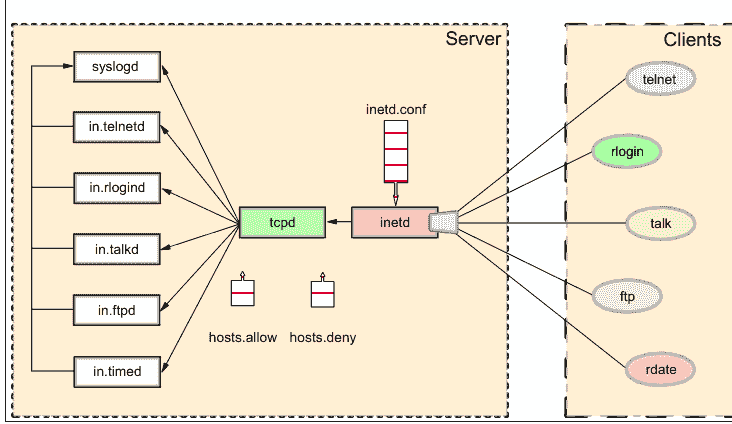 Server
Clients
syslogd
in.telnetd
in.rlogind
in.talkd
in.ftpd
in.timed
tcpd
hosts.allow
hosts.deny
inetd.conf
inetd
telnet
rlogin
talk
ftp
rdate